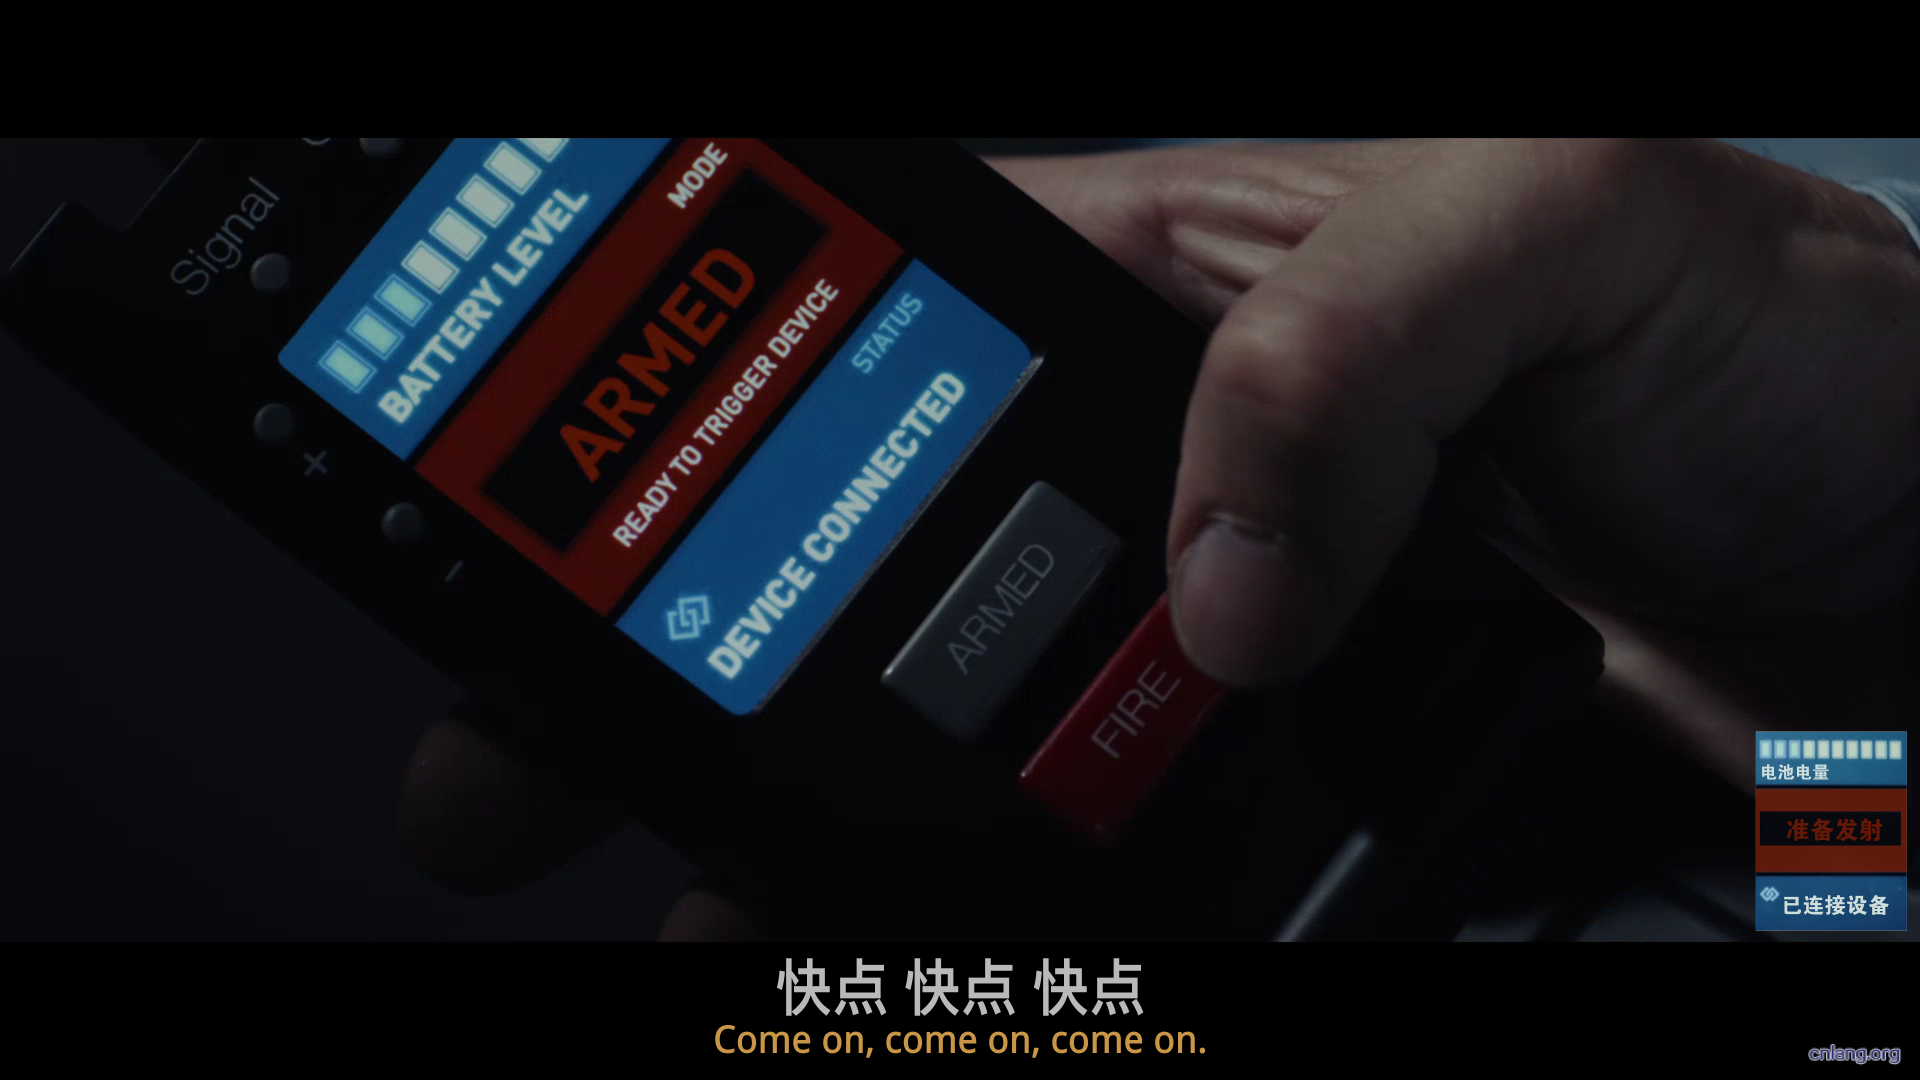 Signal
+
-
BATTERY LEVEL
MODE
ARMED
READY TO TRIGGER DEVICE
STATUS
DEVICE CONNECTED
ARMED
FIRE
电池电量
准备发射
已连接设备
快点 快点 快点
Come on, come on, come on.
cnlang.org